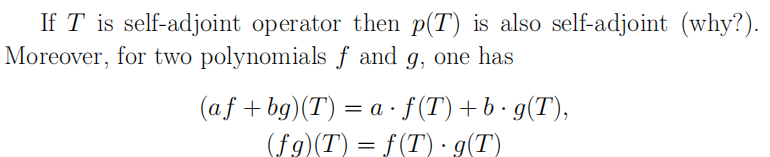 If T is self-adjoint operator then p(T) is also self-adjoint (why?).
Moreover, for two polynomials f and g, one has
(af + bg)(T) = a · f(T) + b · g(T),
(fg)(T) = f(T) · g(T)